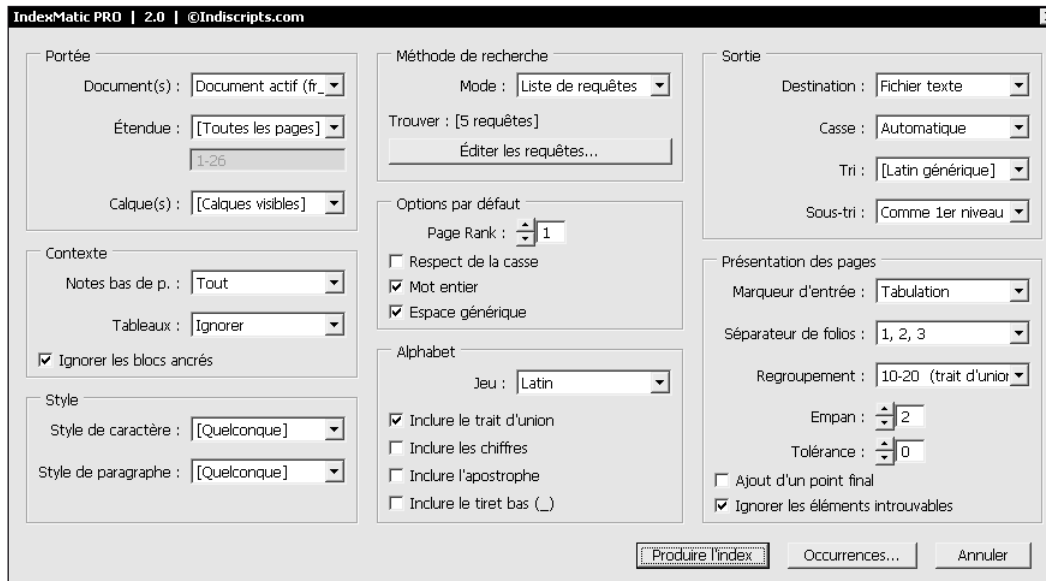 IndexMatic PRO | 2.0 | ©Indiscripts.com
Portée
Document(s) : Document actif (fr_
Étendue : [Toutes les pages]
1-26
Calque(s) : [Calques visibles]
Contexte
Notes bas de p. : Tout
Tableaux : Ignorer
Ignorer les blocs ancrés
Style
Style de caractère : [Quelconque]
Style de paragraphe : [Quelconque]
Méthode de recherche
Mode : Liste de requêtes
Trouver : [5 requêtes]
Éditer les requêtes...
Options par défaut
Page Rank : 1
Respect de la casse
Mot entier
Espace générique
Alphabet
Jeu : Latin
Inclure le trait d'union
Inclure les chiffres
Inclure l'apostrophe
Inclure le tiret bas (_)
Sortie
Destination : Fichier texte
Casse : Automatique
Tri : [Latin générique]
Sous-tri : Comme 1er niveau
Présentation des pages
Marqueur d'entrée : Tabulation
Séparateur de folios : 1, 2, 3
Regroupement : 10-20 (trait d'union
Empan : 2
Tolérance : 0
Ajout d'un point final
Ignorer les éléments introuvables
Produire l'index
Occurrences...
Annuler